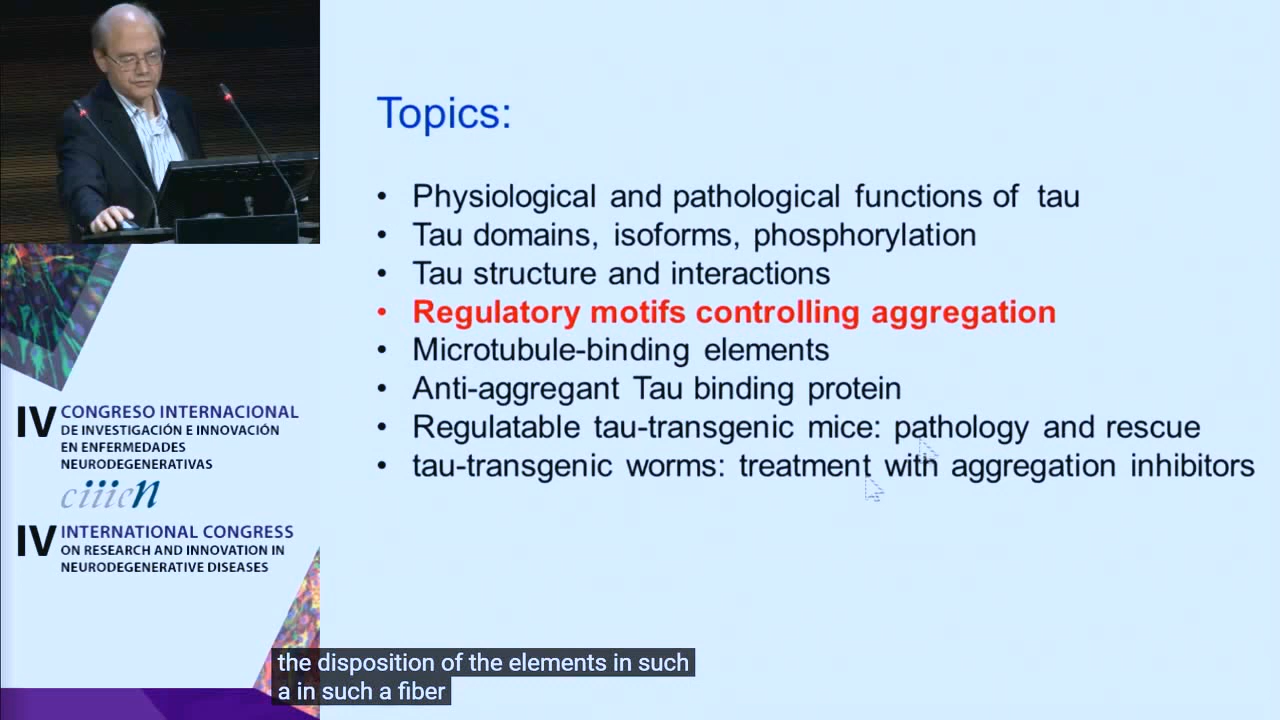 Topics:
• Physiological and pathological functions of tau
• Tau domains, isoforms, phosphorylation
• Tau structure and interactions
• Regulatory motifs controlling aggregation
• Microtubule-binding elements
• Anti-aggregant Tau binding protein
• Regulatable tau-transgenic mice: pathology and rescue
• tau-transgenic worms: treatment with aggregation inhibitors
IV CONGRESO INTERNACIONAL
DE INVESTIGACIÓN E INNOVACIÓN
EN ENFERMEDADES
NEURODEGENERATIVAS
ciiien
IV INTERNATIONAL CONGRESS
ON RESEARCH AND INNOVATION IN
NEURODEGENERATIVE DISEASES
the disposition of the elements in such
a in such a fiber